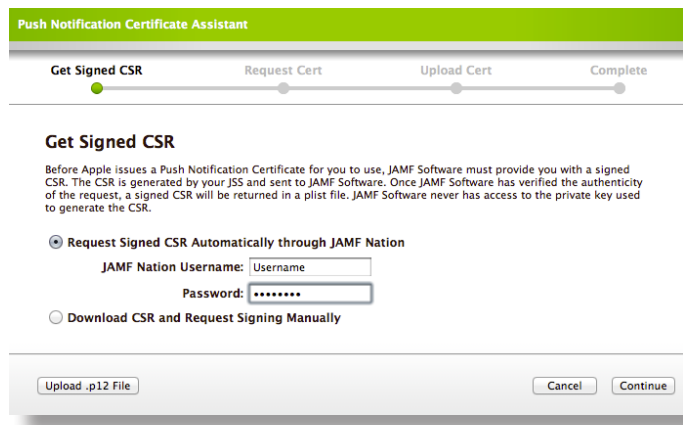 Push Notification Certificate Assistant
Get Signed CSR Request Cert Upload Cert Complete
Get Signed CSR
Before Apple issues a Push Notification Certificate for you to use, JAMF Software must provide you with a signed
CSR. The CSR is generated by your JSS and sent to JAMF Software. Once JAMF Software has verified the authenticity
of the request, a signed CSR will be returned in a plist file. JAMF Software never has access to the private key used
to generate the CSR.
Request Signed CSR Automatically through JAMF Nation
JAMF Nation Username: Username
Password: ••••••••
Download CSR and Request Signing Manually
Upload .p12 File Cancel Continue